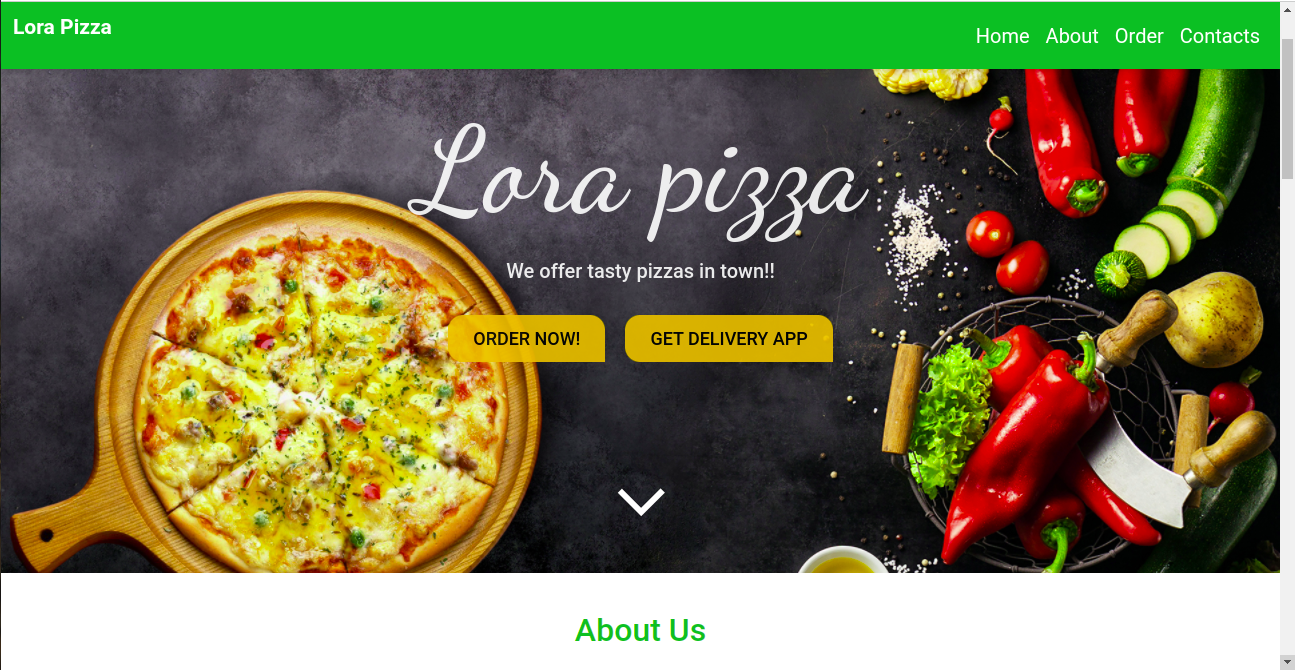 Lora Pizza
Home About Order Contacts
Lora pizza
We offer tasty pizzas in town!!
ORDER NOW! GET DELIVERY APP
About Us